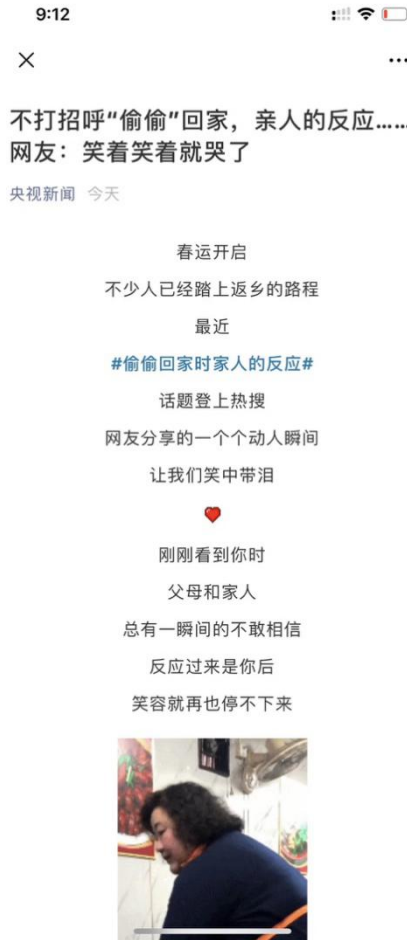 9:12
不打招呼“偷偷”回家，亲人的反应……
网友：笑着笑着就哭了
央视新闻 今天
春运开启
不少人已经踏上返乡的路程
最近
#偷偷回家时家人的反应#
话题登上热搜
网友分享的一个个动人瞬间
让我们笑中带泪
刚刚看到你时
父母和家人
总有一瞬间的不敢相信
反应过来是你后
笑容就再也停不下来